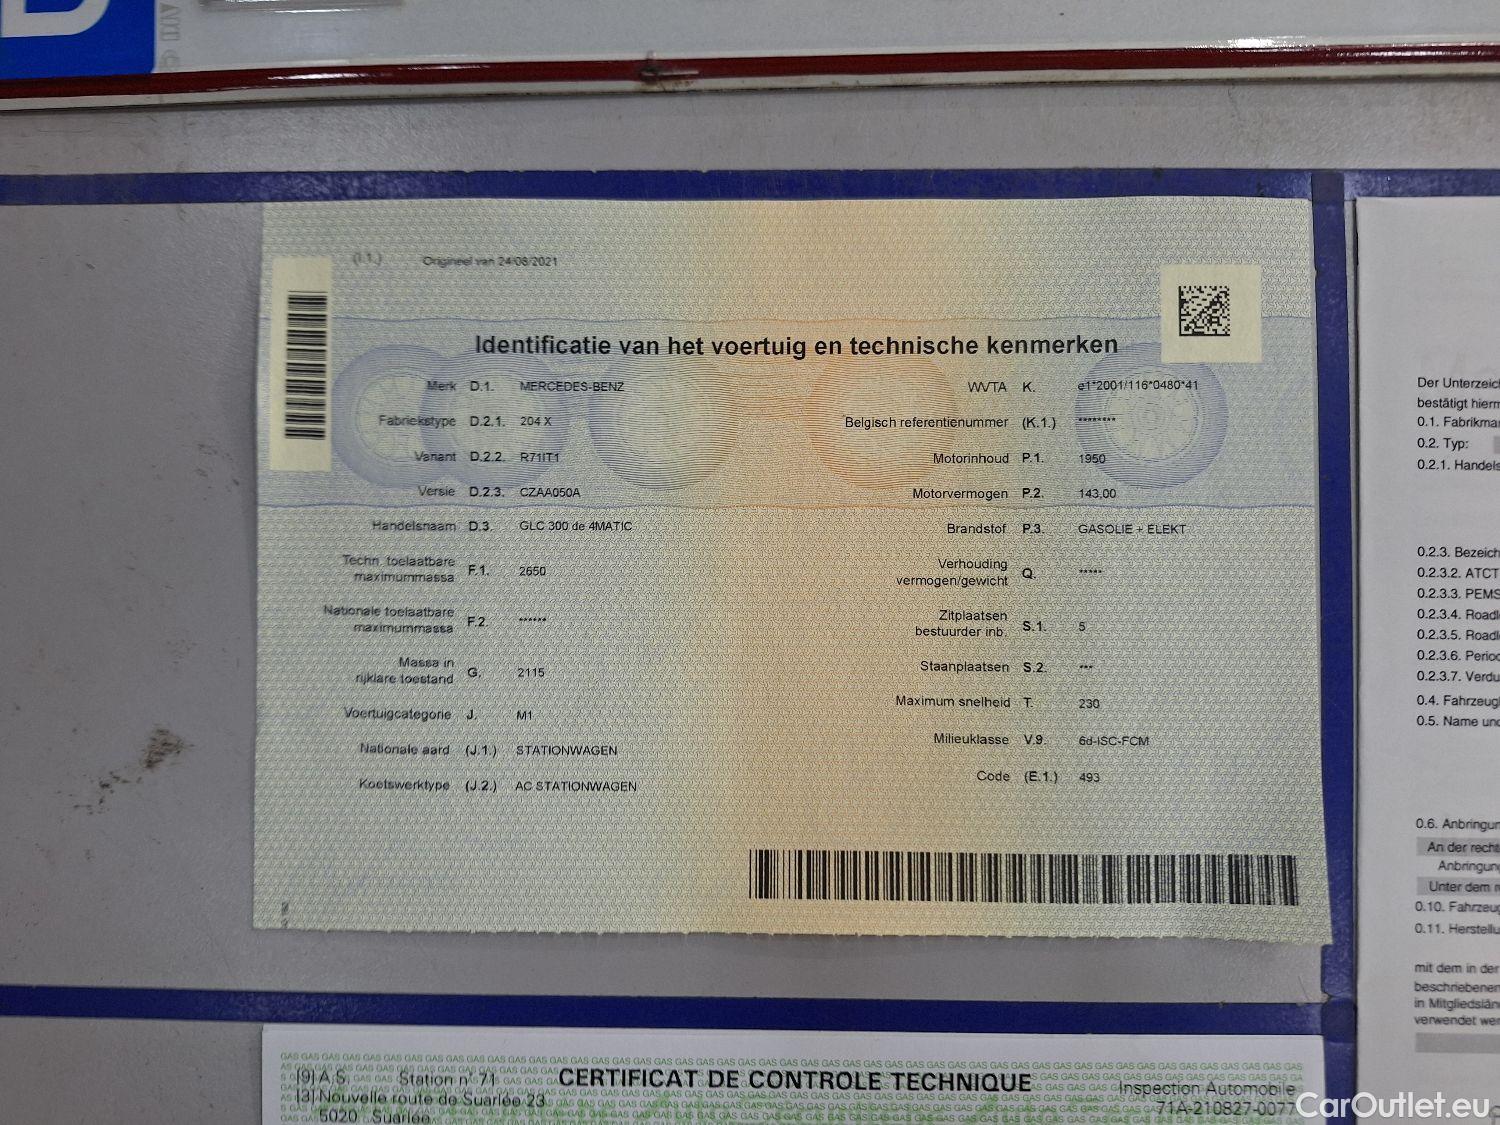 (I.1.) Origineel van 24/08/2021
Identificatie van het voertuig en technische kenmerken
Merk D.1. MERCEDES-BENZ
Fabriekstype D.2.1. 204 X
Variant D.2.2. R71IT1
Versie D.2.3. CZAA050A
Handelsnaam D.3. GLC 300 de 4MATIC
Techn. toelaatbare
maximummassa F.1. 2650
Nationale toelaatbare
maximummassa F.2. ******
Massa in
rijklare toestand G. 2115
Voertuigcategorie J. M1
Nationale aard (J.1.) STATIONWAGEN
Koetswerktype (J.2.) AC STATIONWAGEN
WVTA K. e1*2001/116*0480*41
Belgisch referentienummer (K.1.) ********
Motorinhoud P.1. 1950
Motorvermogen P.2. 143,00
Brandstof P.3. GASOLIE + ELEKT
Verhouding
vermogen/gewicht Q. *****
Zitplaatsen
bestuurder inb. S.1. 5
Staanplaatsen S.2. ***
Maximum snelheid T. 230
Milieuklasse V.9. 6d-ISC-FCM
Code (E.1.) 493
Der Unterzeich
bestätigt hierm
0.1. Fabrikmar
0.2. Typ:
0.2.1. Handels
0.2.3. Bezeich
0.2.3.2. ATCT
0.2.3.3. PEMS
0.2.3.4. Roadl
0.2.3.5. Roadl
0.2.3.6. Period
0.2.3.7. Verdu
0.4. Fahrzeug
0.5. Name und
0.6. Anbringun
An der recht
Anbringung
Unter dem r
0.10. Fahrzeug
0.11. Herstellu
mit dem in der
beschriebenen
in Mitgliedslän
verwendet wer
[9] A.S. Station n° 71
[3] Nouvelle route de Suarlée 23
5020 Suarlée
CERTIFICAT DE CONTROLE TECHNIQUE
Inspection Automobile
71A-210827-0077
CarOutlet.eu